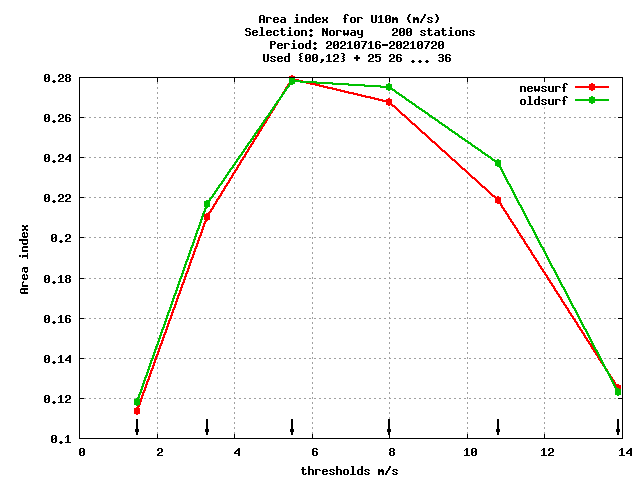 Area index  for U10m (m/s)
Selection: Norway    200 stations
Period: 20210716-20210720
Used {00,12} + 25 26 ... 36
newsurf
oldsurf
0.28
0.26
0.24
0.22
0.2
0.18
0.16
0.14
0.12
0.1
Area index
0 2 4 6 8 10 12 14
thresholds m/s